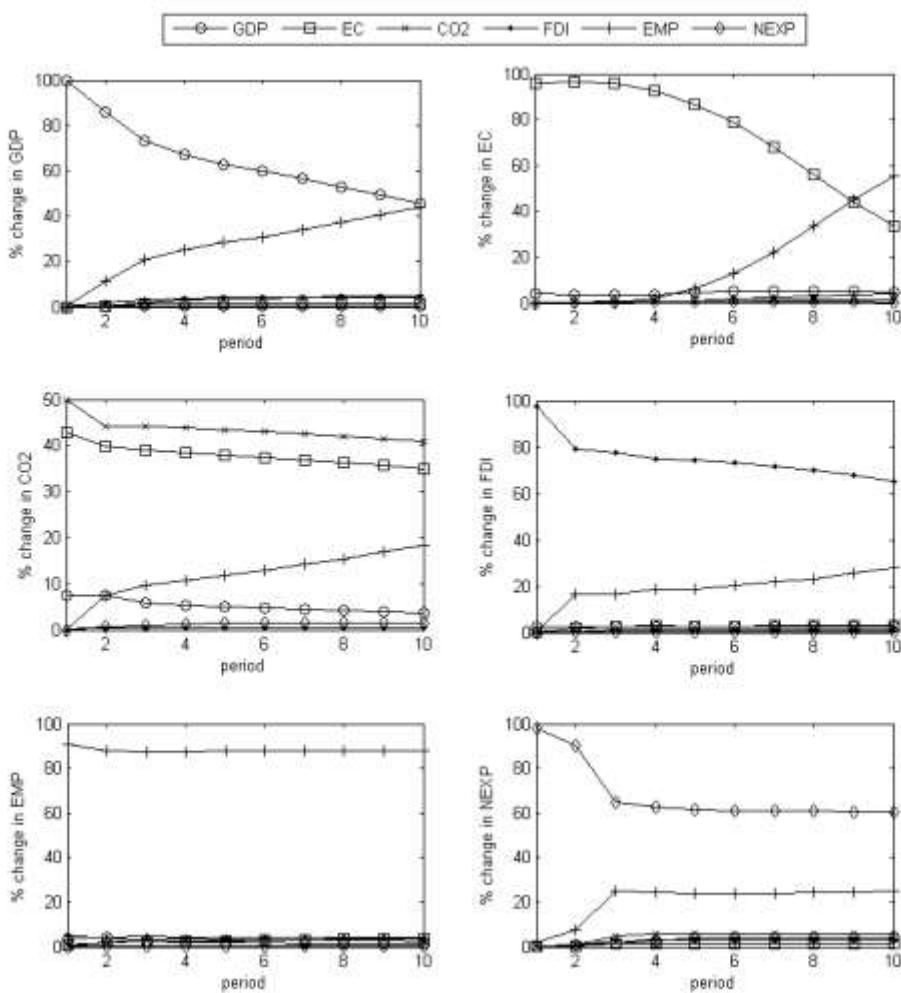 GDP EC CO2 FDI EMP NEXP
% change in GDP
100
80
60
40
20
0
2 4 6 8 10
period
% change in EC
100
80
60
40
20
0
2 4 6 8 10
period
% change in CO2
50
40
30
20
10
0
2 4 6 8 10
period
% change in FDI
100
80
60
40
20
0
2 4 6 8 10
period
% change in EMP
100
80
60
40
20
0
2 4 6 8 10
period
% change in NEXP
100
80
60
40
20
0
2 4 6 8 10
period